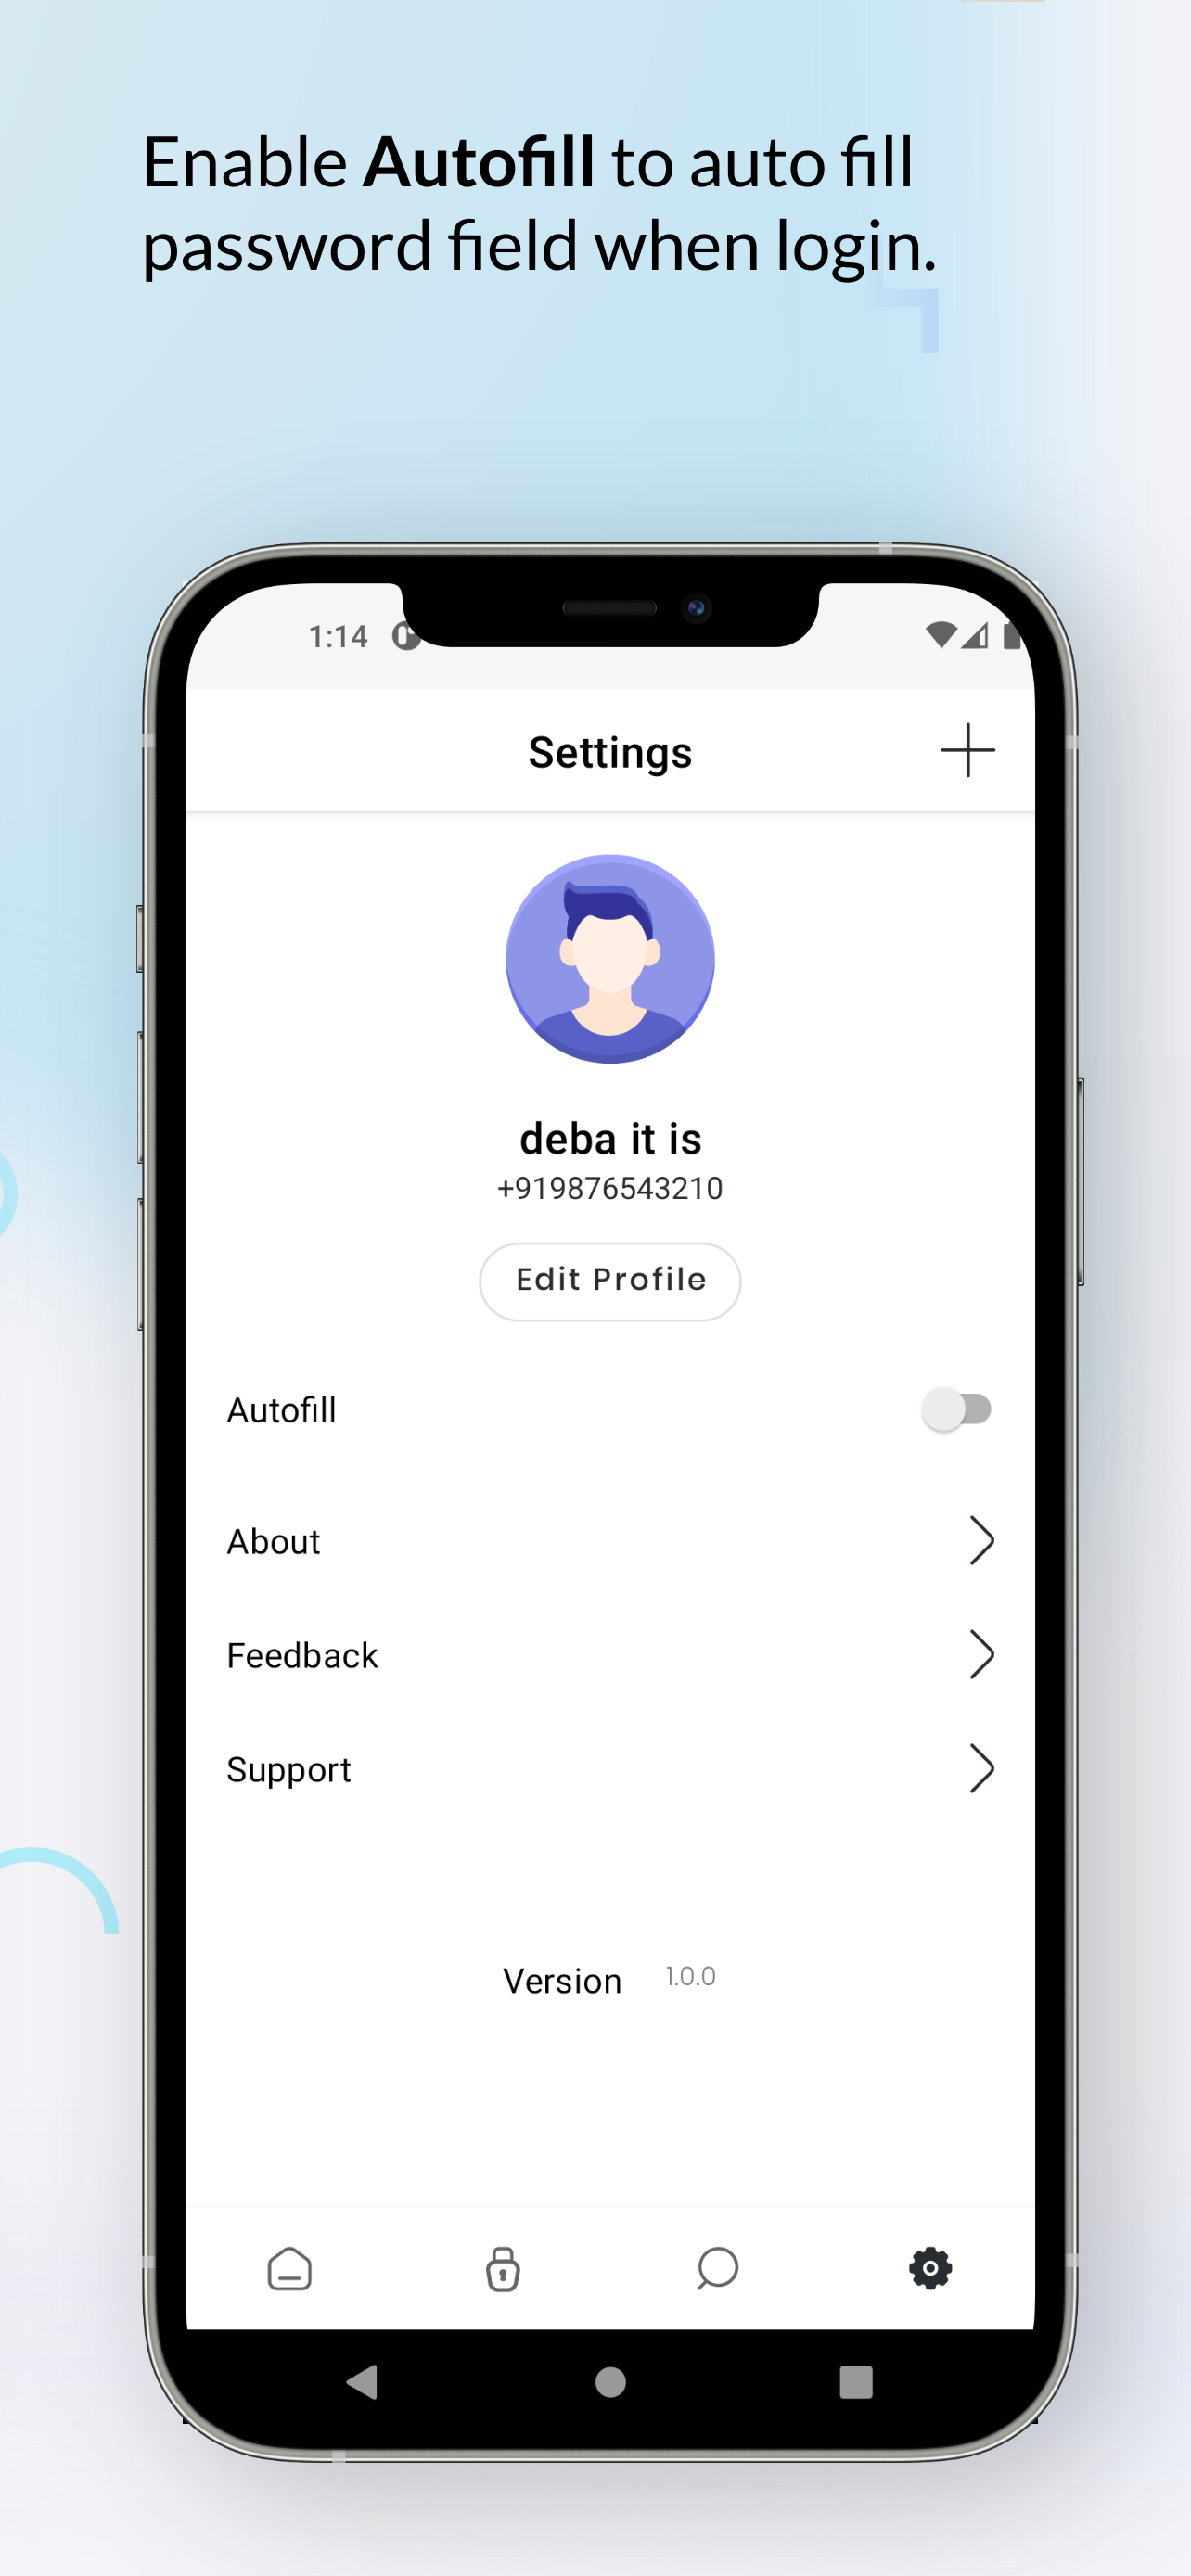 Enable Autofill to auto fill
password field when login.
1:14
Settings
deba it is
+919876543210
Edit Profile
Autofill
About
Feedback
Support
Version 1.0.0